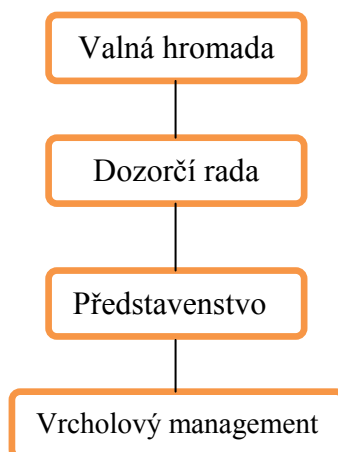 Valná hromada
Dozorčí rada
Představenstvo
Vrcholový management